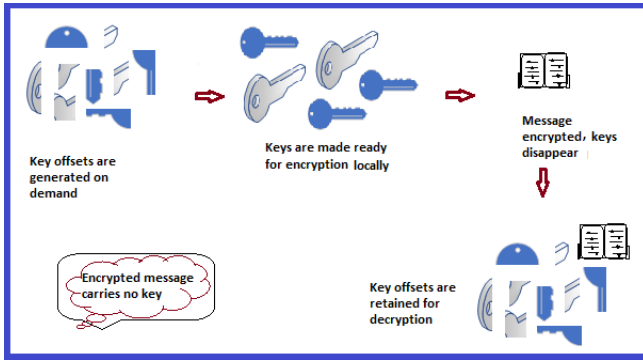 Key offsets are
generated on
demand
Keys are made ready
for encryption locally
Message
encrypted, keys
disappear
Encrypted message
carries no key
Key offsets are
retained for
decryption